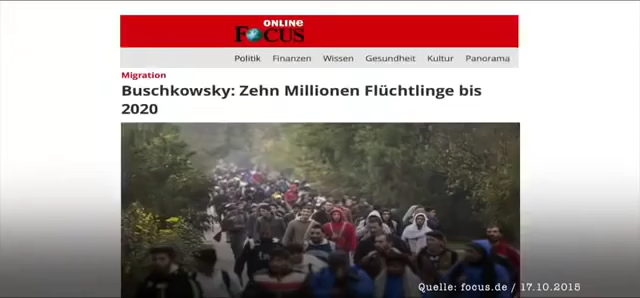 ONLINE
FOCUS
Politik Finanzen Wissen Gesundheit Kultur Panorama
Migration
Buschkowsky: Zehn Millionen Flüchtlinge bis
2020
Quelle: focus.de / 17.10.2015